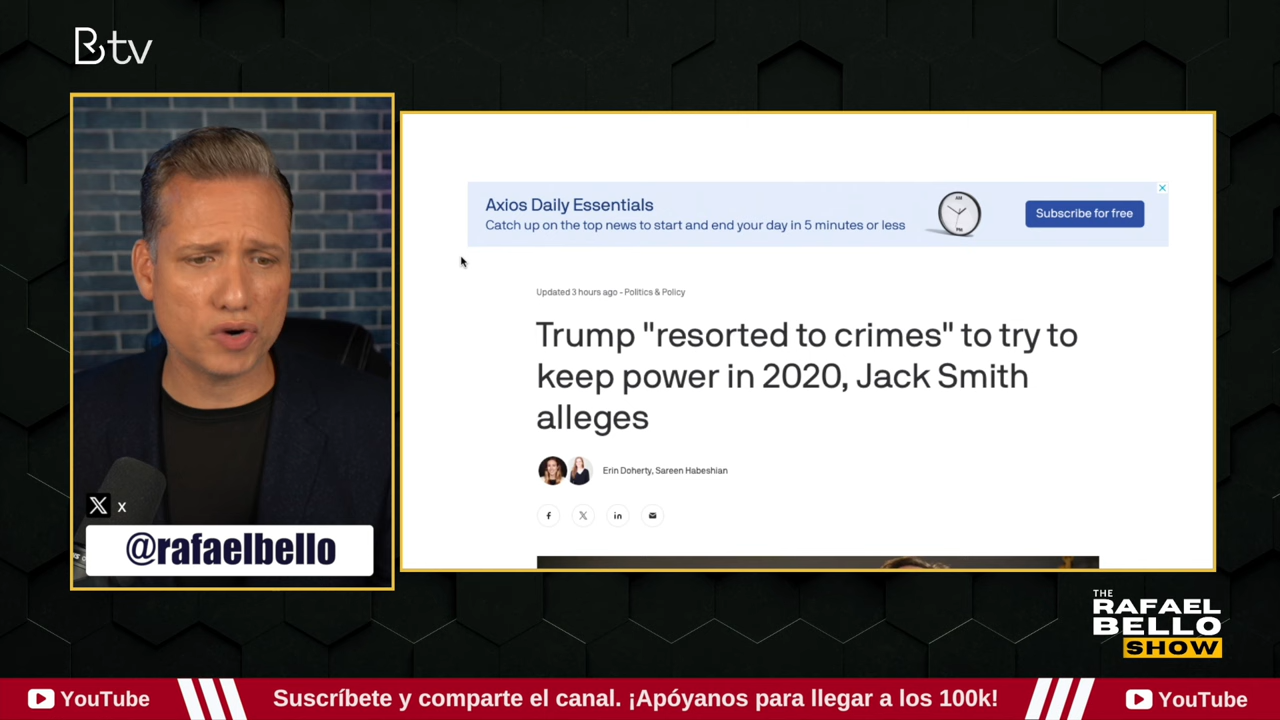 Btv
Axios Daily Essentials
Catch up on the top news to start and end your day in 5 minutes or less
AM
PM
Subscribe for free
Updated 3 hours ago - Politics & Policy
Trump "resorted to crimes" to try to
keep power in 2020, Jack Smith
alleges
Erin Doherty, Sareen Habeshian
f
X
in
X x
@rafaelbello
THE
RAFAEL
BELLO
SHOW
YouTube
Suscríbete y comparte el canal. ¡Apóyanos para llegar a los 100k!
YouTube